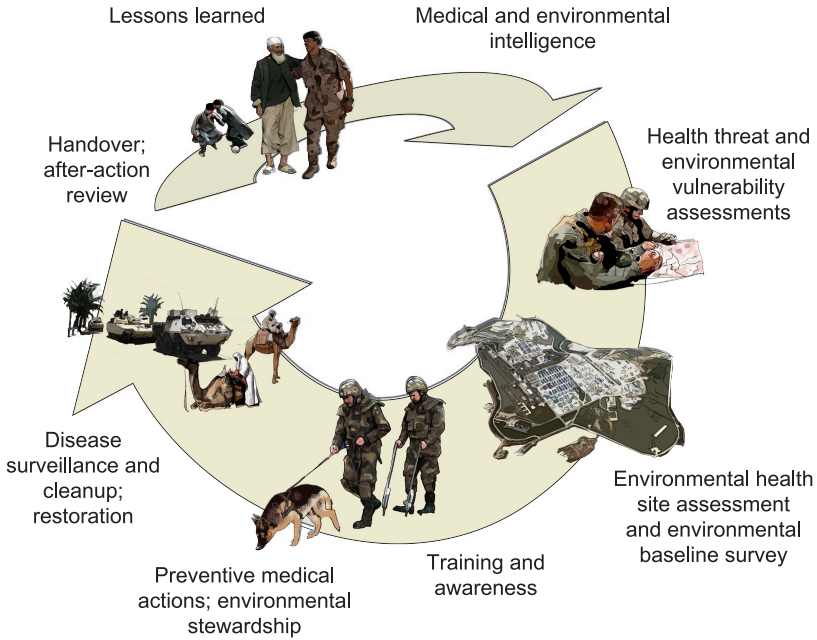 Lessons learned
Medical and environmental
intelligence
Handover;
after-action
review
Health threat and
environmental
vulnerability
assessments
Disease
surveillance and
cleanup;
restoration
Environmental health
site assessment
and environmental
baseline survey
Training and
awareness
Preventive medical
actions; environmental
stewardship